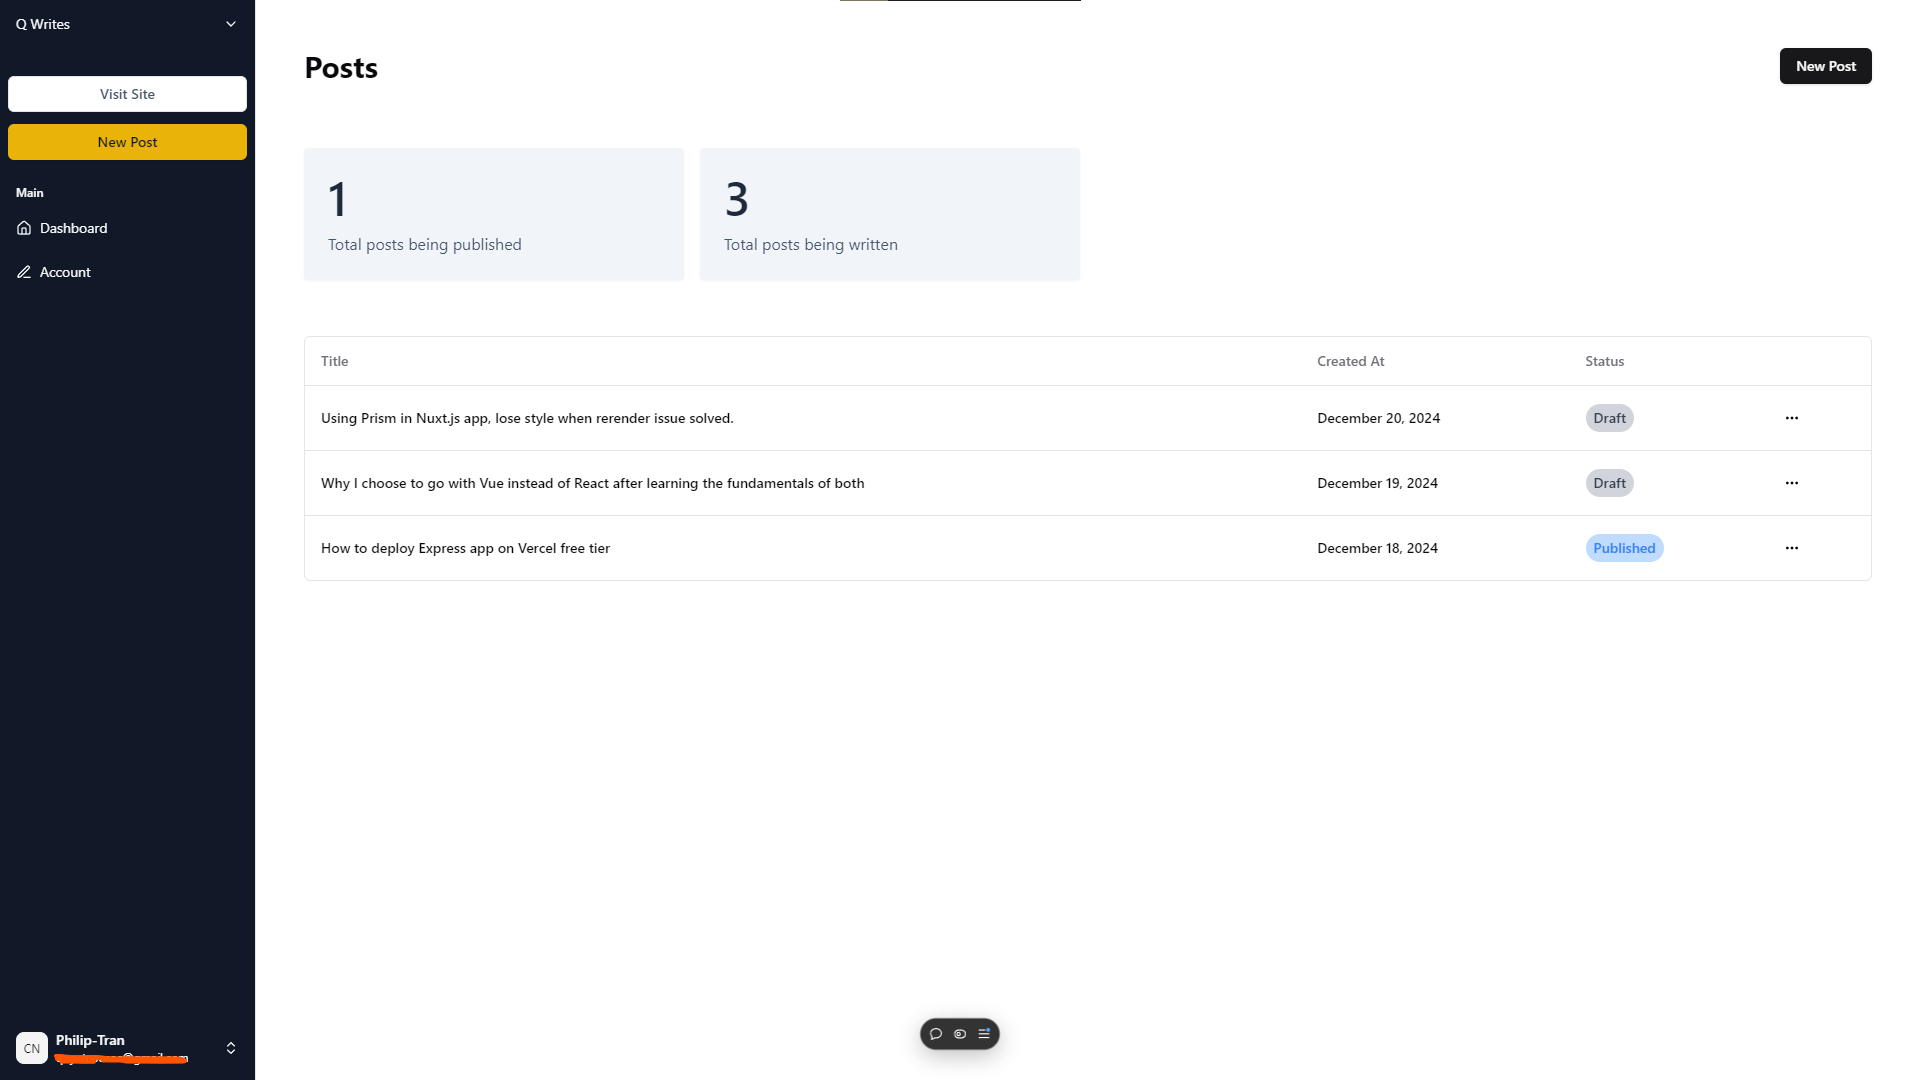 Q Writes
Visit Site
New Post
Main
Dashboard
Account
CN
Philip-Tran
Posts
New Post
1
Total posts being published
3
Total posts being written
Title Created At Status
Using Prism in Nuxt.js app, lose style when rerender issue solved. December 20, 2024 Draft
Why I choose to go with Vue instead of React after learning the fundamentals of both December 19, 2024 Draft
How to deploy Express app on Vercel free tier December 18, 2024 Published